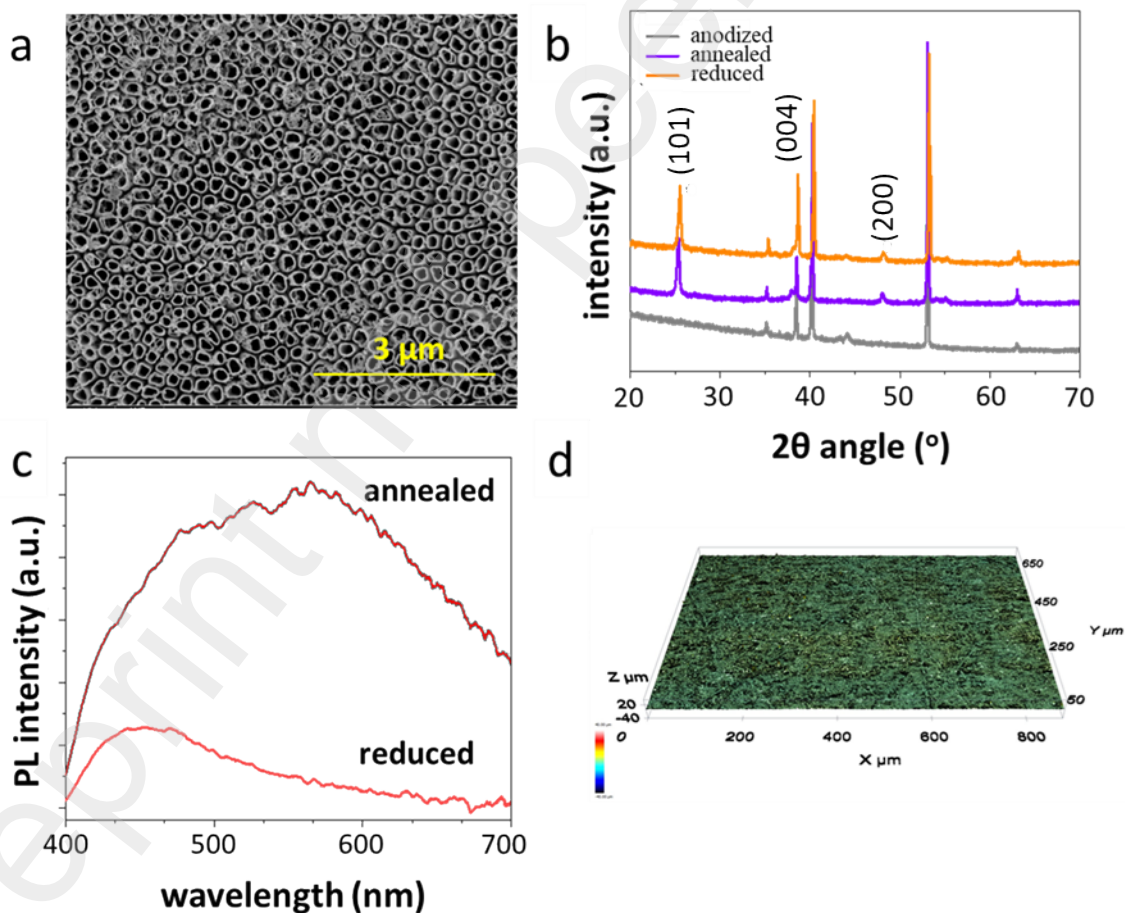 a
3 µm
b
anodized
annealed
reduced
(101)
(004)
(200)
intensity (a.u.)
20 30 40 50 60 70
2θ angle (°)
c
annealed
reduced
PL intensity (a.u.)
400 500 600 700
wavelength (nm)
d
650
450
250
50
Y µm
Z µm
20
-40
0 200 400 600 800
X µm
eprint n
pee